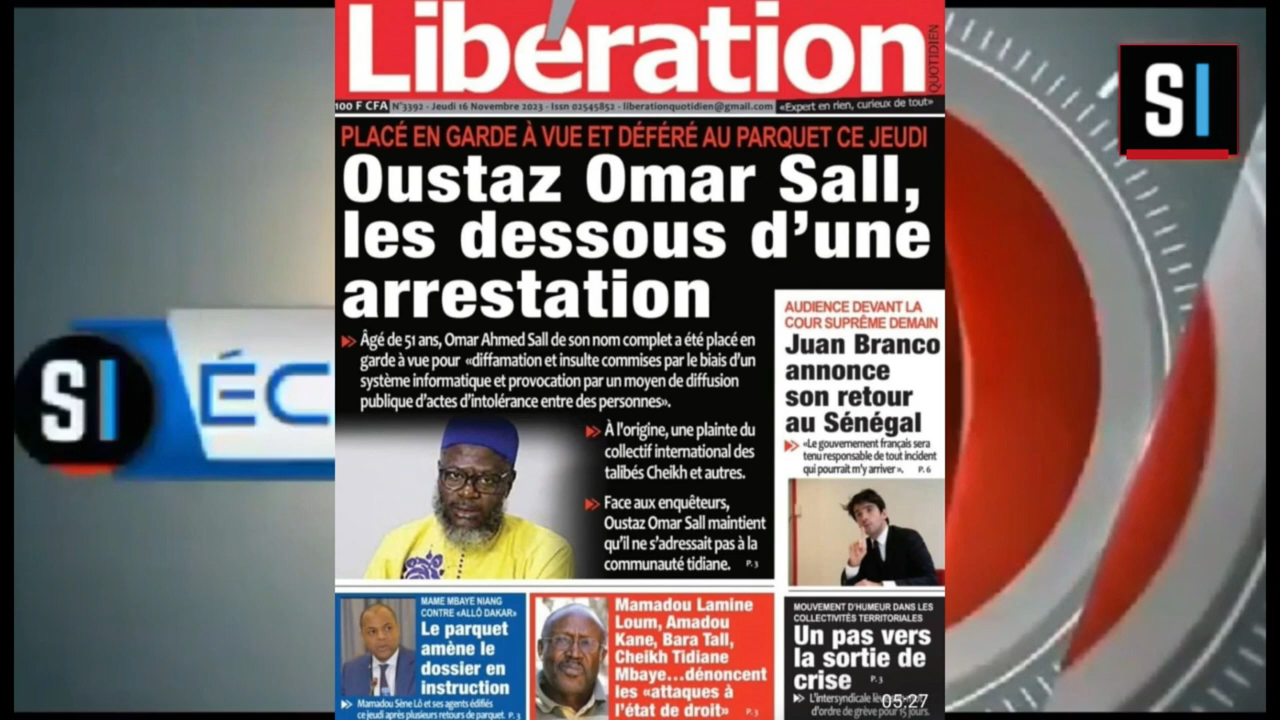 Libération
QUOTIDIEN
100 F CFA N°3392 - Jeudi 16 Novembre 2023 - Issn 02545852 - liberationquotidien@gmail.com «Expert en rien, curieux de tout»
PLACÉ EN GARDE À VUE ET DÉFÉRÉ AU PARQUET CE JEUDI
Oustaz Omar Sall,
les dessous d’une
arrestation
Âgé de 51 ans, Omar Ahmed Sall de son nom complet a été placé en
garde à vue pour «diffamation et insulte commises par le biais d’un
système informatique et provocation par un moyen de diffusion
publique d’actes d’intolérance entre des personnes».
À l'origine, une plainte du
collectif international des
talibés Cheikh et autres.
Face aux enquêteurs,
Oustaz Omar Sall maintient
qu’il ne s’adressait pas à la
communauté tidiane. P.3
AUDIENCE DEVANT LA
COUR SUPRÊME DEMAIN
Juan Branco
annonce
son retour
au Sénégal
«Le gouvernement français sera
tenu responsable de tout incident
qui pourrait m’y arriver». P.6
MAME MBAYE NIANG
CONTRE «ALLÔ DAKAR»
Le parquet
amène le
dossier en
instruction
Mamadou Sène Lô et ses agents édifiés
ce jeudi après plusieurs retours de parquet. P.3
Mamadou Lamine
Loum, Amadou
Kane, Bara Tall,
Cheikh Tidiane
Mbaye...dénoncent
les «attaques à
l’état de droit» P.3
MOUVEMENT D’HUMEUR DANS LES
COLLECTIVITÉS TERRITORIALES
Un pas vers
la sortie de
crise P.3
L’intersyndicale
d’ordre de grève pour 15 jours.
05:27
SI
SI
ÉC